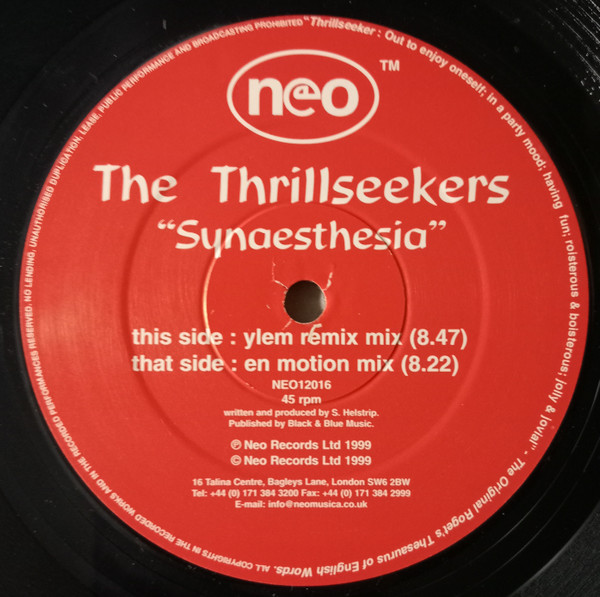 n@o
TM
The Thrillseekers
“Synaesthesia”
this side : ylem remix mix (8.47)
that side : en motion mix (8.22)
NEO12016
45 rpm
written and produced by S. Helstrip.
Published by Black & Blue Music.
℗ Neo Records Ltd 1999
© Neo Records Ltd 1999
16 Talina Centre, Bagleys Lane, London SW6 2BW
Tel: +44 (0) 171 384 3200 Fax: +44 (0) 171 384 2999
E-mail: info@neomusica.co.uk
"Thrillseeker : Out to enjoy oneself; in a party mood; having fun; roisterous & boisterous; jolly & jovial" - The Original Roget's Thesaurus of English Words.
ALL COPYRIGHTS IN THE RECORDED WORKS AND IN THE RECORDED PERFORMANCES RESERVED. NO LENDING, UNAUTHORISED DUPLICATION, LEASE, PUBLIC PERFORMANCE AND BROADCASTING PROHIBITED